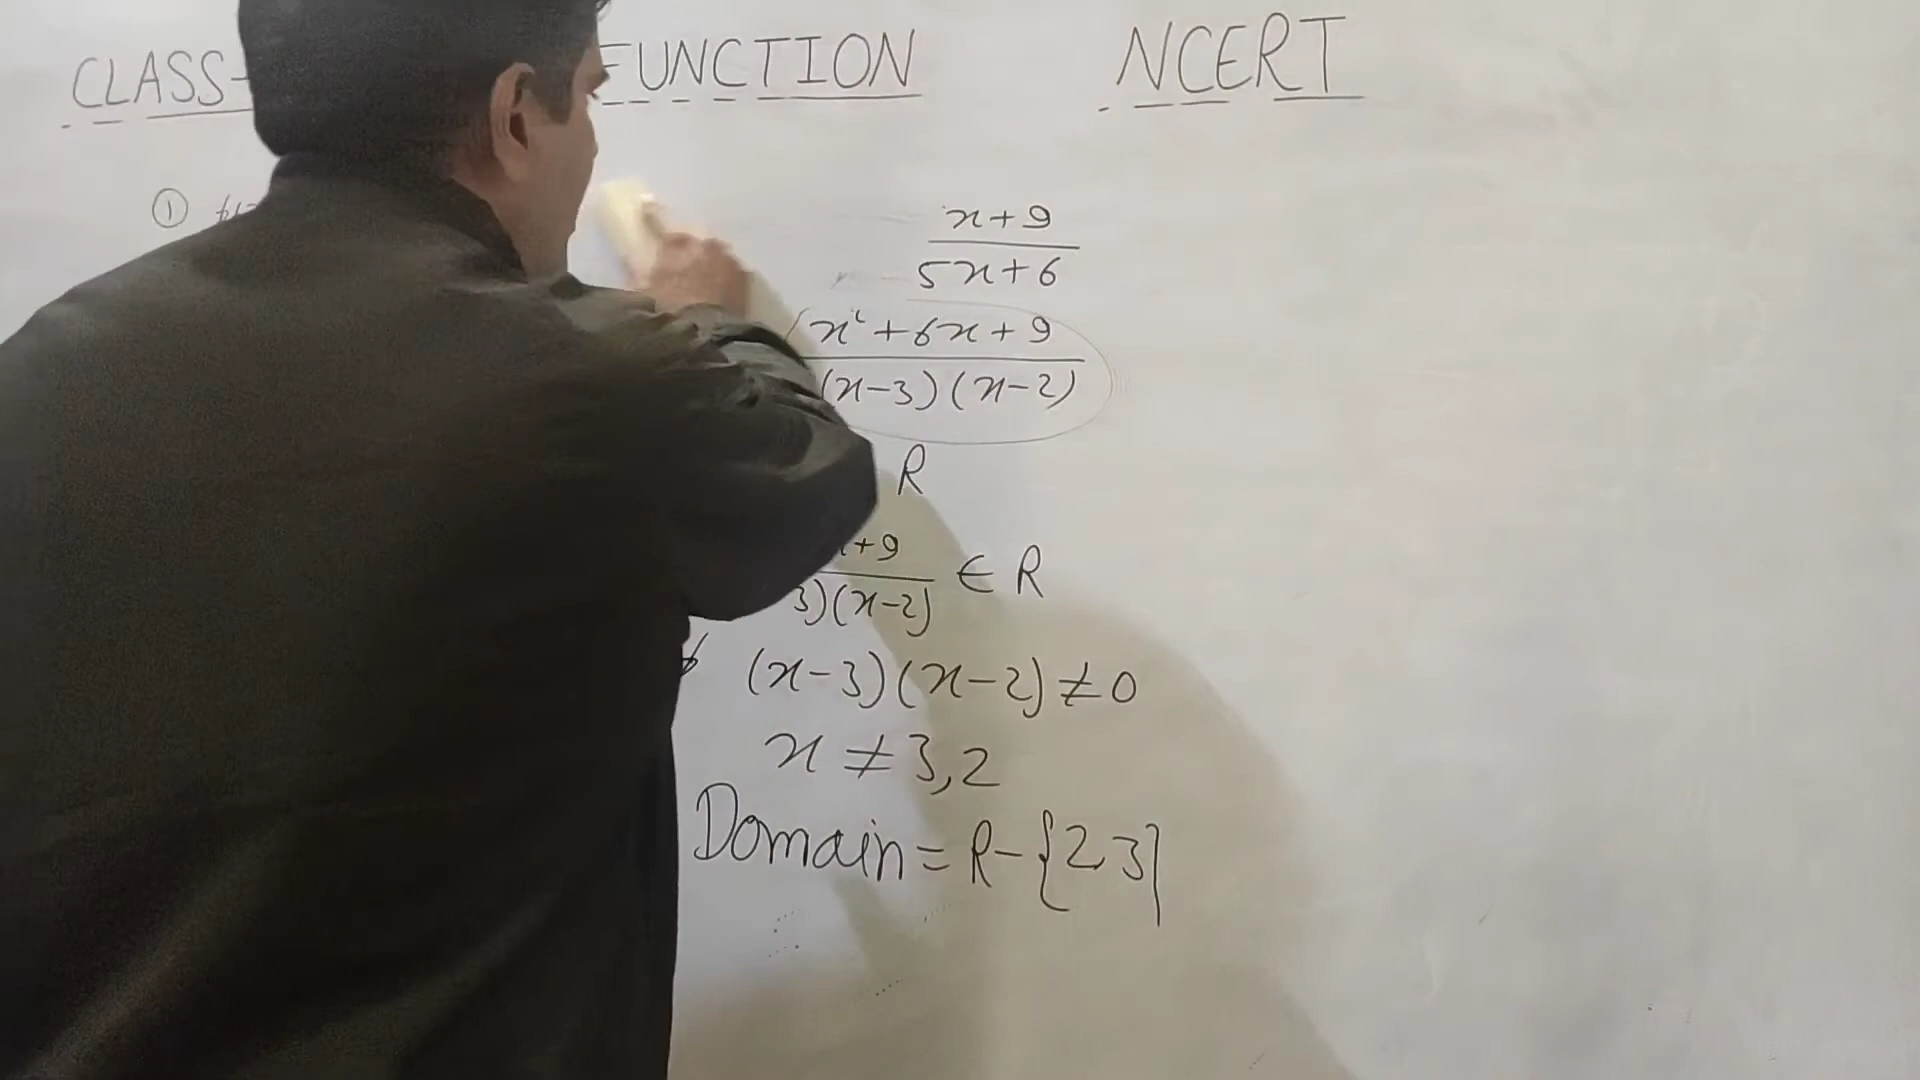 CLASS- FUNCTION NCERT
①
x+9
5x+6
x²+6x+9
(x-3)(x-2)
R
+9
3)(x-2) ∈ R
(x-3)(x-2)≠0
x ≠ 3,2
Domain = R-{2,3}